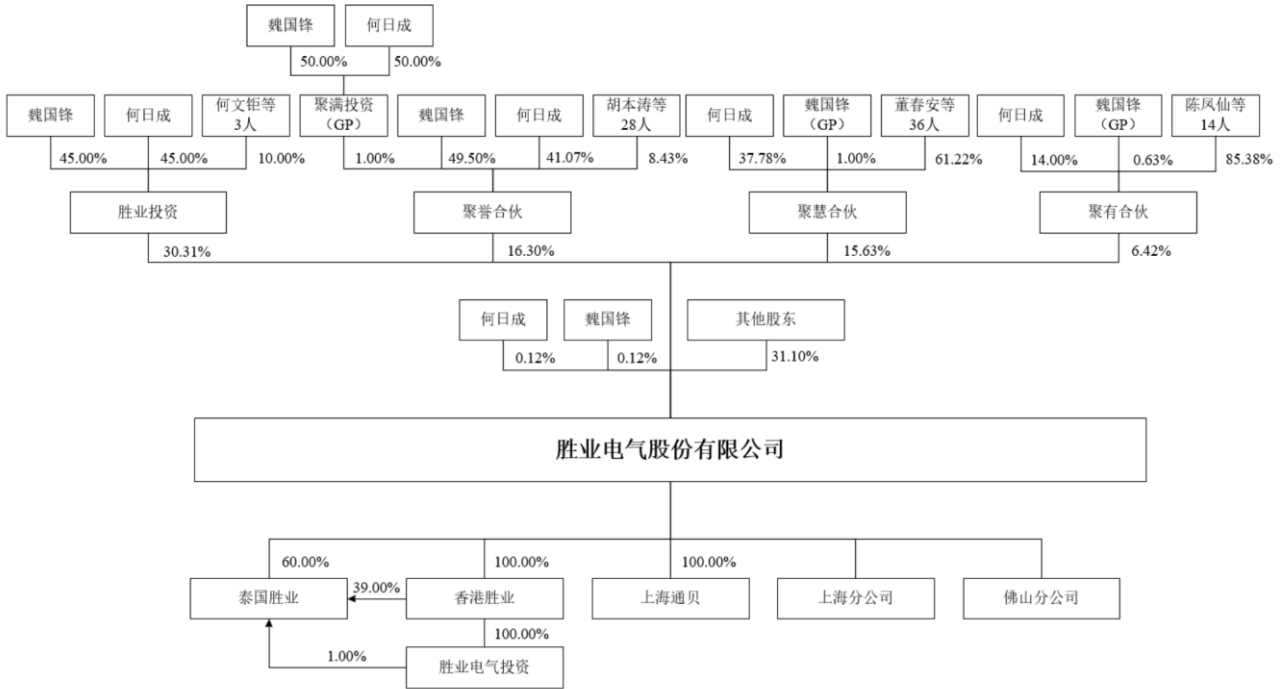 魏国锋
何日成
50.00%
50.00%
魏国锋
何日成
何文钜等
3人
聚满投资
（GP）
魏国锋
何日成
胡本涛等
28人
何日成
魏国锋
（GP）
董春安等
36人
何日成
魏国锋
（GP）
陈凤仙等
14人
45.00%
45.00%
10.00%
1.00%
49.50%
41.07%
8.43%
37.78%
1.00%
61.22%
14.00%
0.63%
85.38%
胜业投资
聚誉合伙
聚慧合伙
聚有合伙
30.31%
16.30%
15.63%
6.42%
何日成
魏国锋
其他股东
0.12%
0.12%
31.10%
胜业电气股份有限公司
60.00%
100.00%
100.00%
泰国胜业
39.00%
香港胜业
上海通贝
上海分公司
佛山分公司
100.00%
1.00%
胜业电气投资